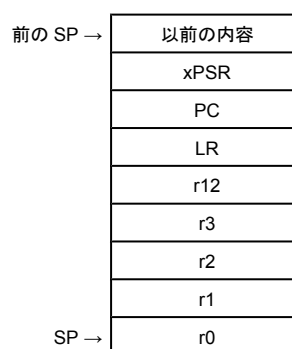 前の SP → 以前の内容
xPSR
PC
LR
r12
r3
r2
r1
SP → r0